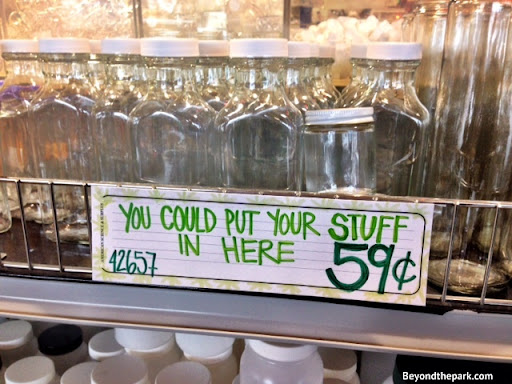 YOU COULD PUT YOUR STUFF
IN HERE
42657
59¢
Beyondthepark.com